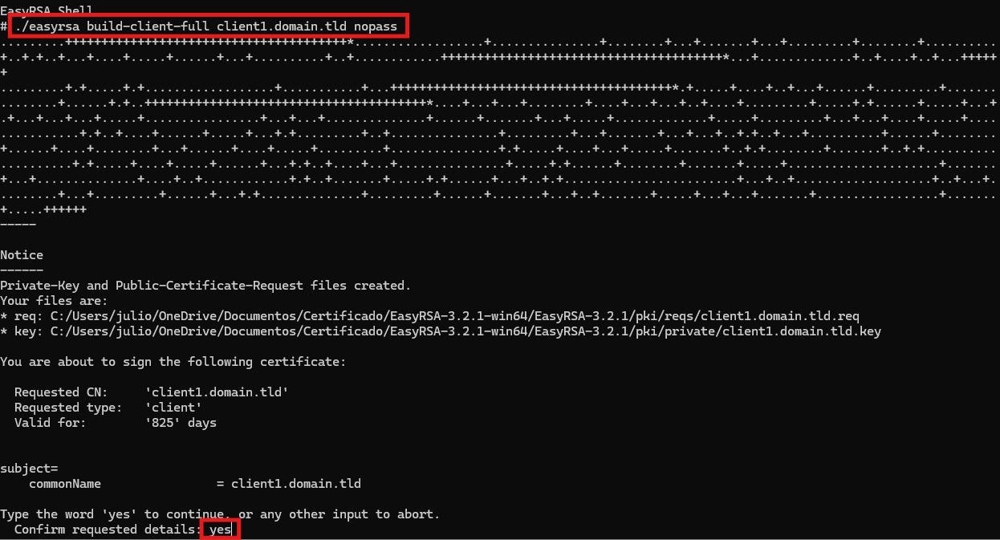 EasyRSA Shell
# ./easyrsa build-client-full client1.domain.tld nopass
-----
Notice
------
Private-Key and Public-Certificate-Request files created.
Your files are:
* req: C:/Users/julio/OneDrive/Documentos/Certificado/EasyRSA-3.2.1-win64/EasyRSA-3.2.1/pki/reqs/client1.domain.tld.req
* key: C:/Users/julio/OneDrive/Documentos/Certificado/EasyRSA-3.2.1-win64/EasyRSA-3.2.1/pki/private/client1.domain.tld.key
You are about to sign the following certificate:
Requested CN: 'client1.domain.tld'
Requested type: 'client'
Valid for: '825' days
subject=
commonName = client1.domain.tld
Type the word 'yes' to continue, or any other input to abort.
Confirm requested details: yes